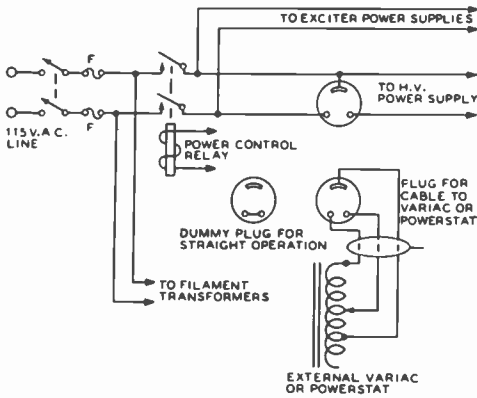 TO EXCITER POWER SUPPLIES
F
TO H.V.
POWER SUPPLY
F
115 V. A C.
LINE
POWER CONTROL
RELAY
PLUG FOR
CABLE TO
VARIAC OR
POWERSTAT
DUMMY PLUG FOR
STRAIGHT OPERATION
TO FILAMENT
TRANSFORMERS
EXTERNAL VARIAC
OR POWERSTAT